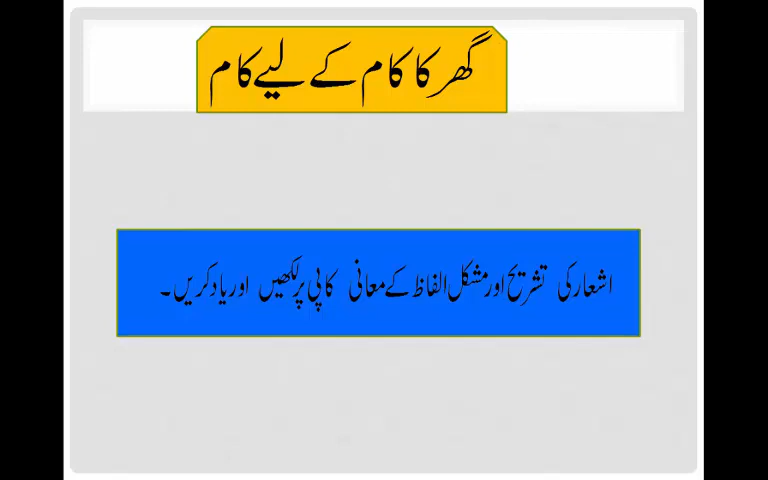 گھر کا کام کے لیے کام
اشعار کی تشریح اور مشکل الفاظ کے معانی کاپی پر لکھیں اور یاد کریں۔